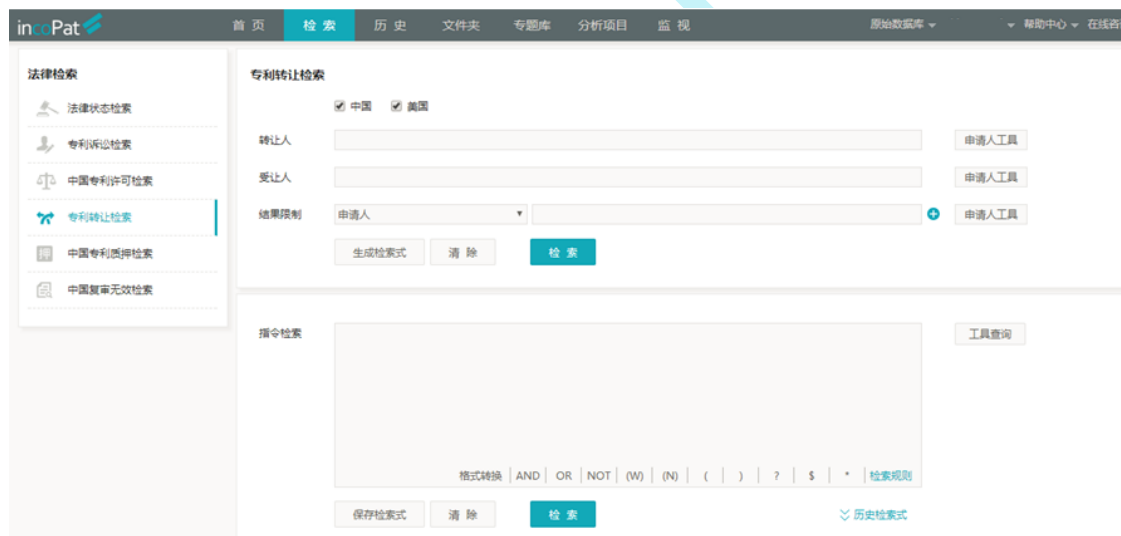 incoPat 首页 检索 历史 文件夹 专题库 分析项目 监视 原始数据库 帮助中心 在线咨
法律检索
法律状态检索
专利诉讼检索
中国专利许可检索
专利转让检索
中国专利质押检索
中国复审无效检索
专利转让检索
中国 美国
转让人 申请人工具
受让人 申请人工具
结果限制 申请人 申请人工具
生成检索式 清除 检索
指令检索 工具查询
格式转换 | AND | OR | NOT | (W) | (N) | ( | ) | ? | $ | * | 检索规则
保存检索式 清除 检索 历史检索式